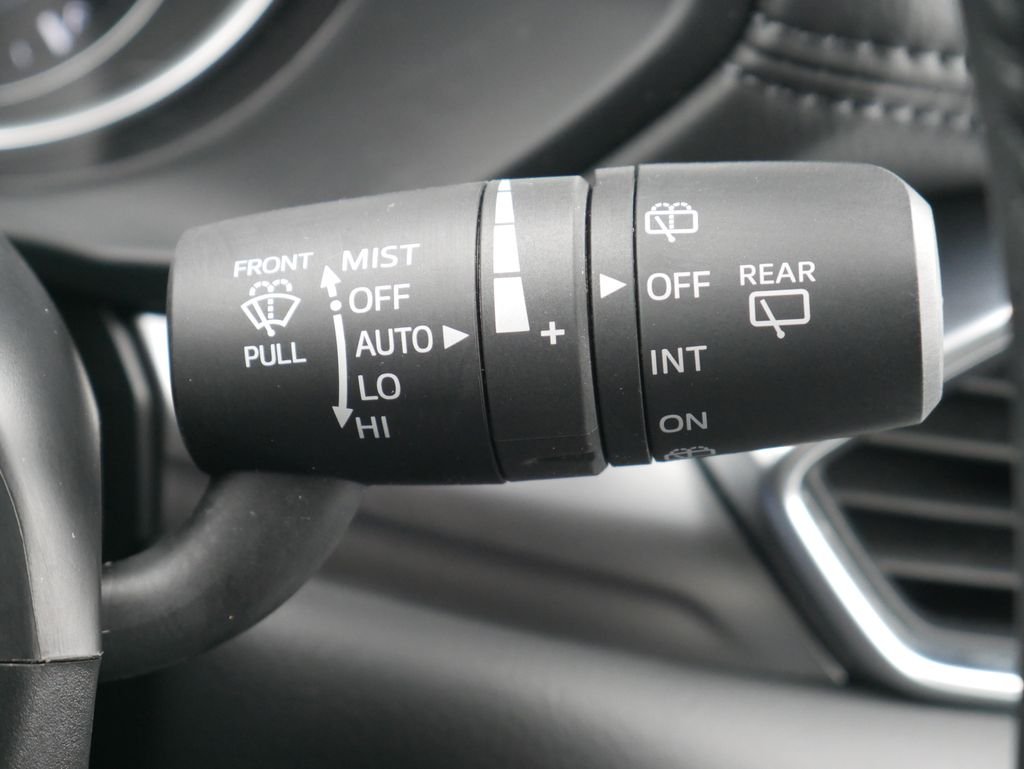 FRONT
PULL
MIST
OFF
AUTO
LO
HI
+
OFF
INT
ON
REAR